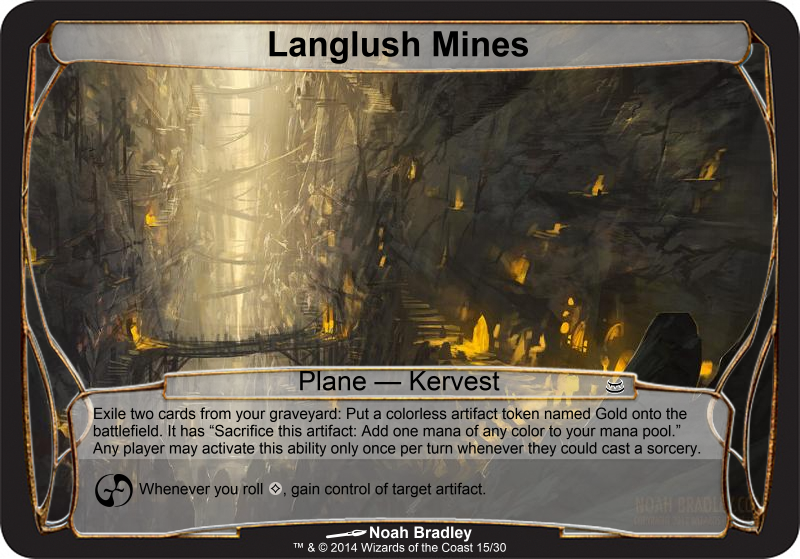 Langlush Mines
Plane — Kervest
Exile two cards from your graveyard: Put a colorless artifact token named Gold onto the
battlefield. It has “Sacrifice this artifact: Add one mana of any color to your mana pool.”
Any player may activate this ability only once per turn whenever they could cast a sorcery.
Whenever you roll , gain control of target artifact.
NOAH BRADLEY.CO
Noah Bradley
™ & © 2014 Wizards of the Coast 15/30